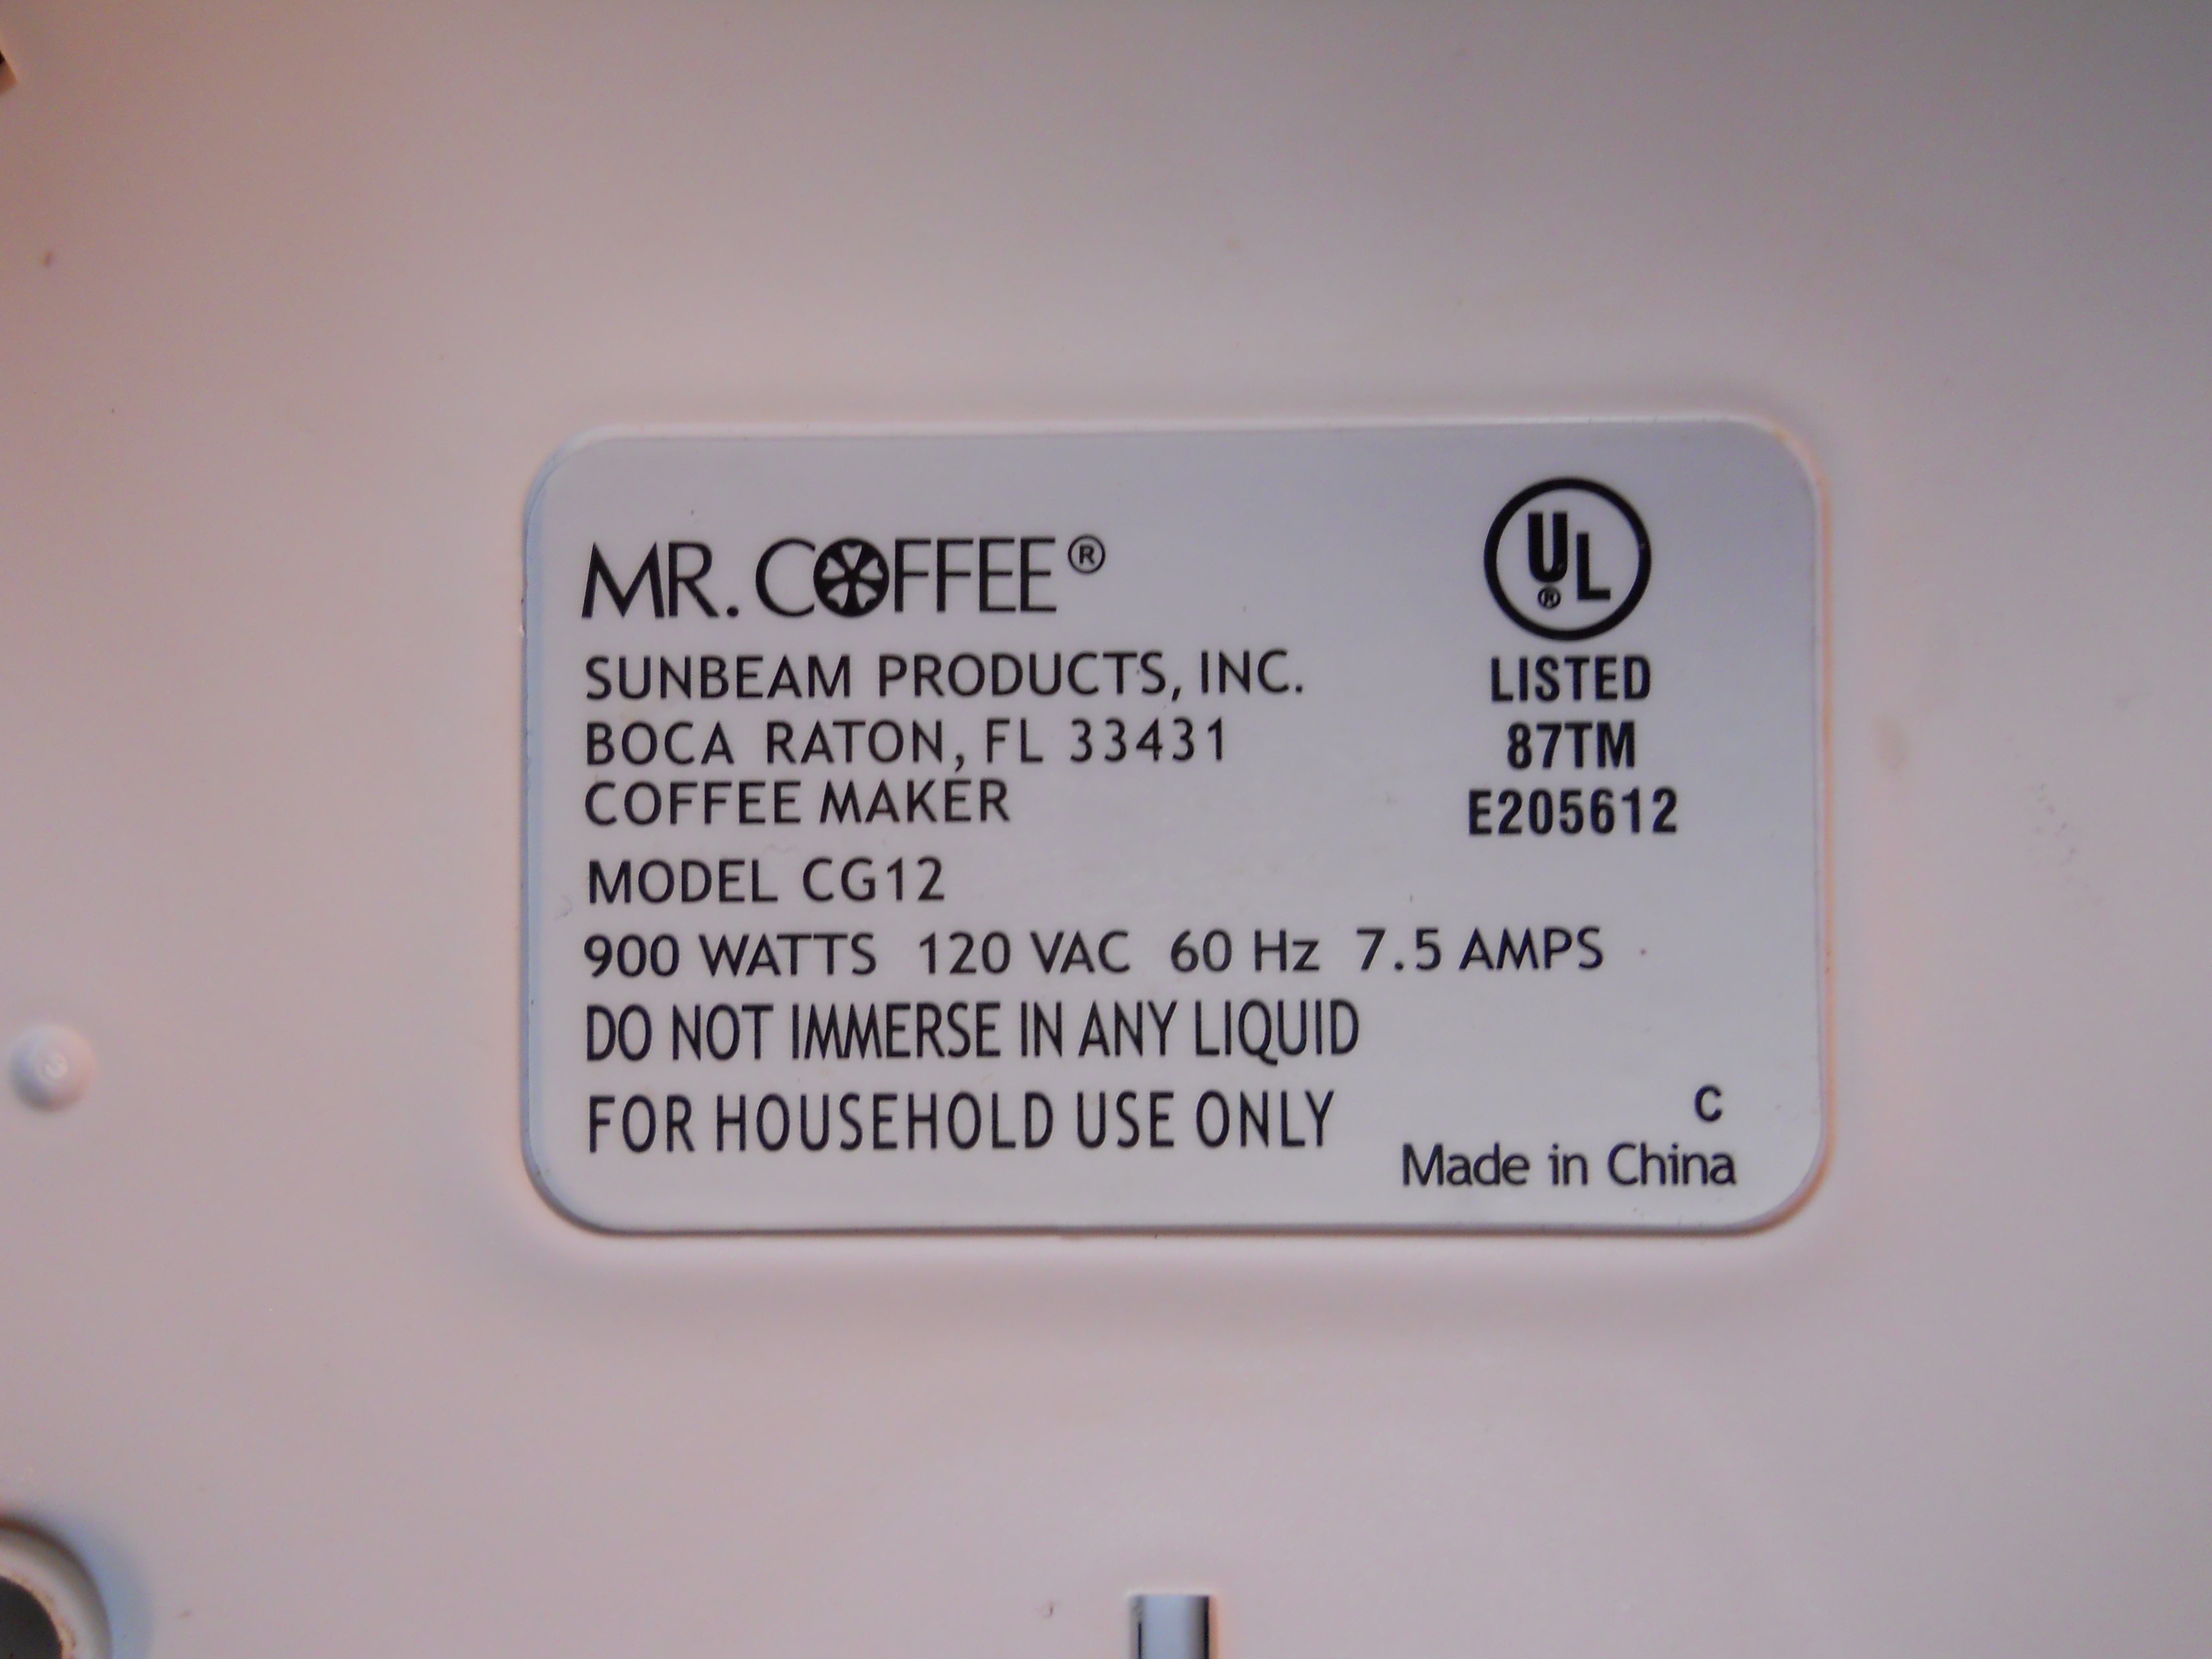 MR. COFFEE®
SUNBEAM PRODUCTS, INC.
BOCA RATON, FL 33431
COFFEE MAKER
MODEL CG12
900 WATTS 120 VAC 60 Hz 7.5 AMPS
DO NOT IMMERSE IN ANY LIQUID
FOR HOUSEHOLD USE ONLY
UL®
LISTED
87TM
E205612
C
Made in China